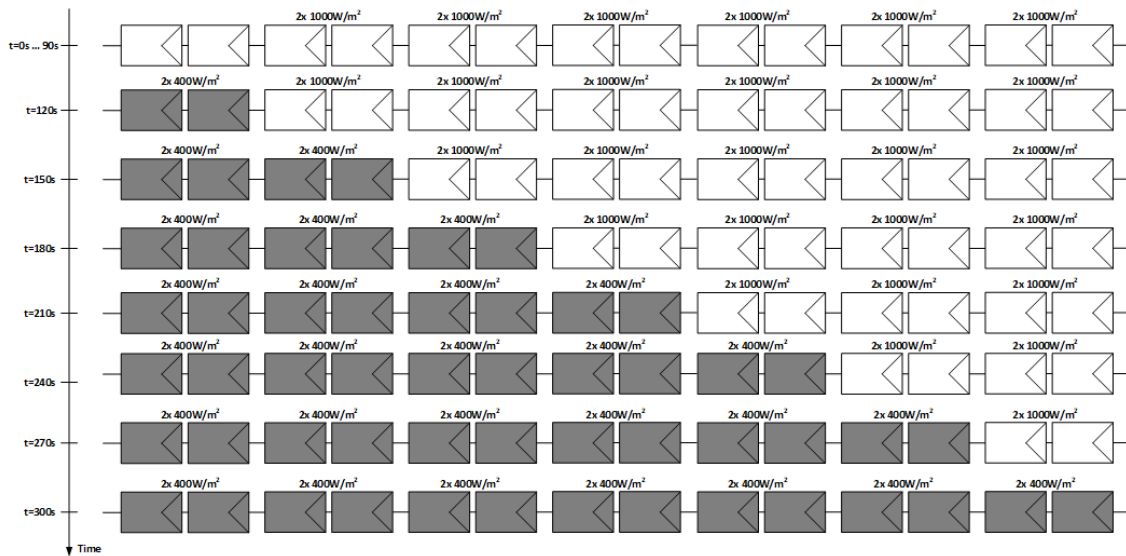 2x 1000W/m² 2x 1000W/m² 2x 1000W/m² 2x 1000W/m² 2x 1000W/m² 2x 1000W/m²
t=0s ... 90s
2x 400W/m² 2x 1000W/m² 2x 1000W/m² 2x 1000W/m² 2x 1000W/m² 2x 1000W/m² 2x 1000W/m²
t=120s
2x 400W/m² 2x 400W/m² 2x 1000W/m² 2x 1000W/m² 2x 1000W/m² 2x 1000W/m² 2x 1000W/m²
t=150s
2x 400W/m² 2x 400W/m² 2x 400W/m² 2x 1000W/m² 2x 1000W/m² 2x 1000W/m² 2x 1000W/m²
t=180s
2x 400W/m² 2x 400W/m² 2x 400W/m² 2x 400W/m² 2x 1000W/m² 2x 1000W/m² 2x 1000W/m²
t=210s
2x 400W/m² 2x 400W/m² 2x 400W/m² 2x 400W/m² 2x 400W/m² 2x 1000W/m² 2x 1000W/m²
t=240s
2x 400W/m² 2x 400W/m² 2x 400W/m² 2x 400W/m² 2x 400W/m² 2x 400W/m² 2x 1000W/m²
t=270s
2x 400W/m² 2x 400W/m² 2x 400W/m² 2x 400W/m² 2x 400W/m² 2x 400W/m² 2x 400W/m²
t=300s
Time